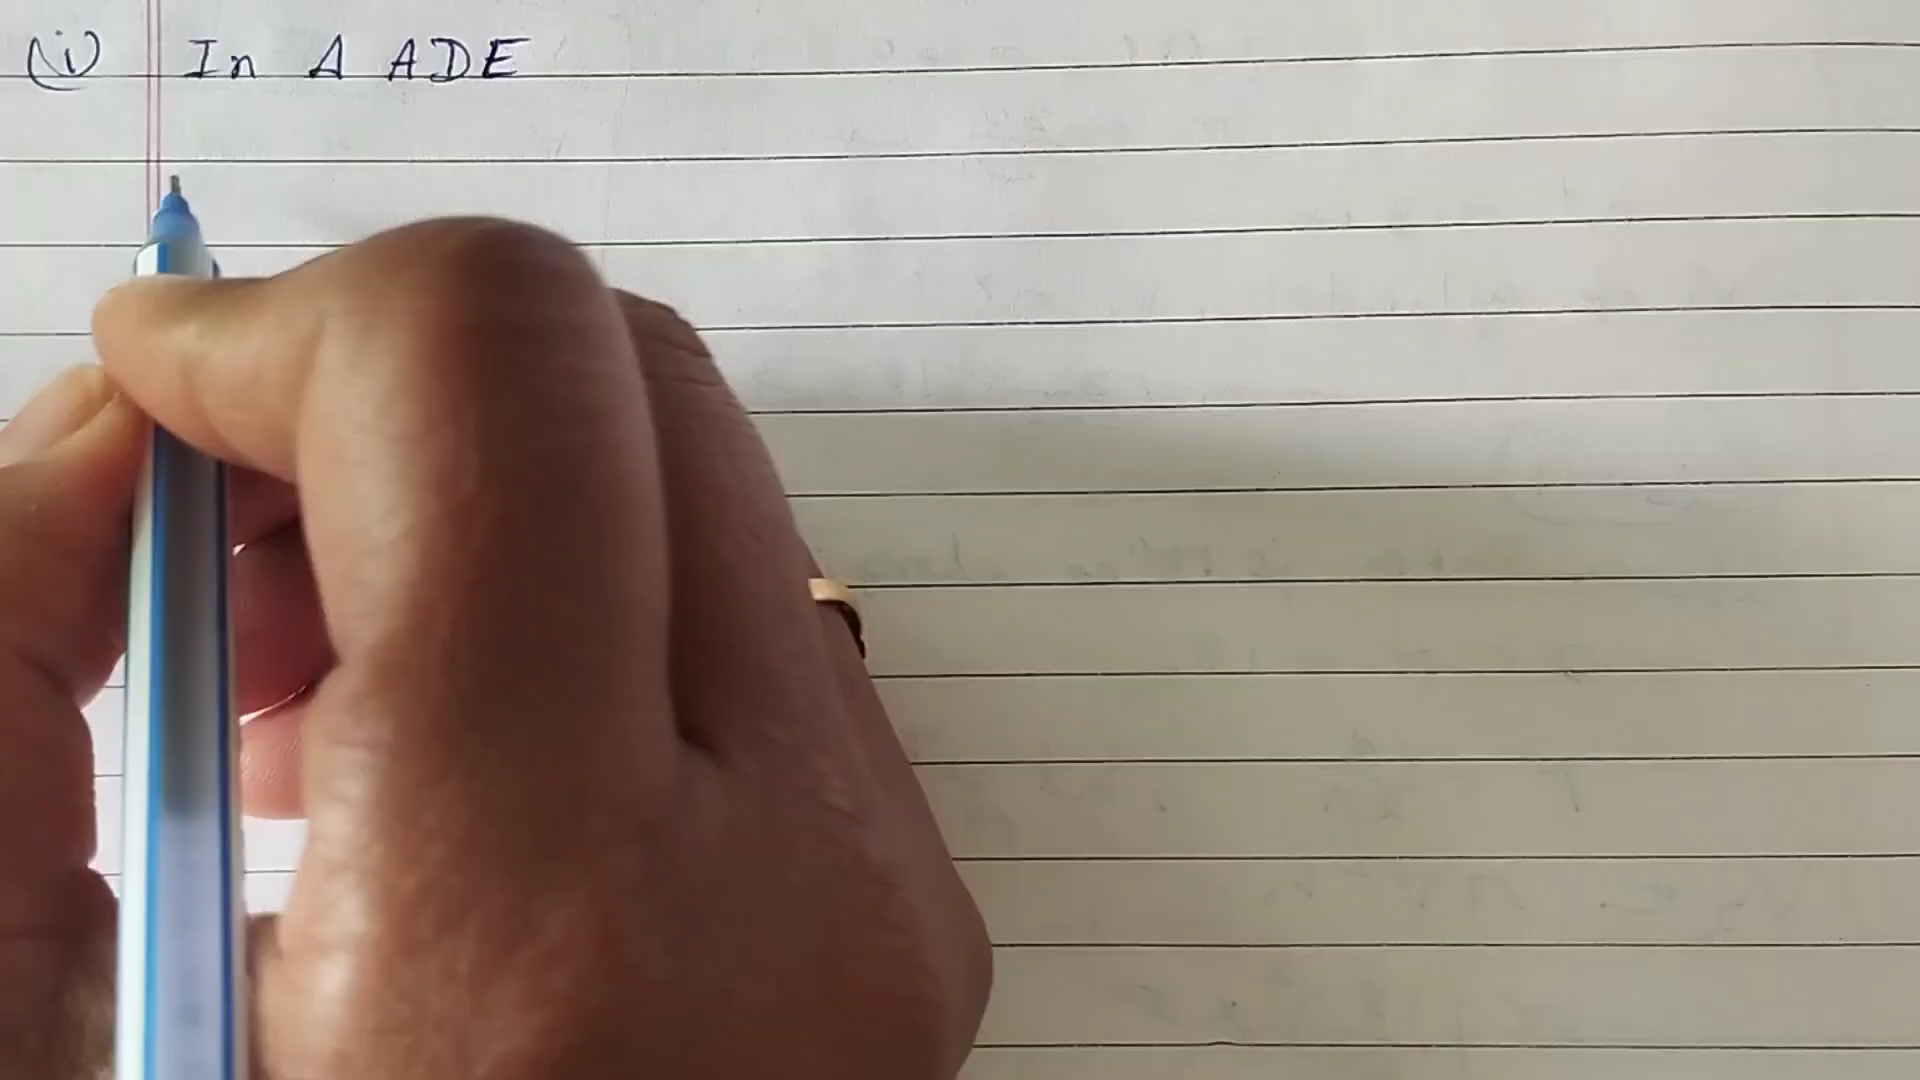 (i) In Δ ADE